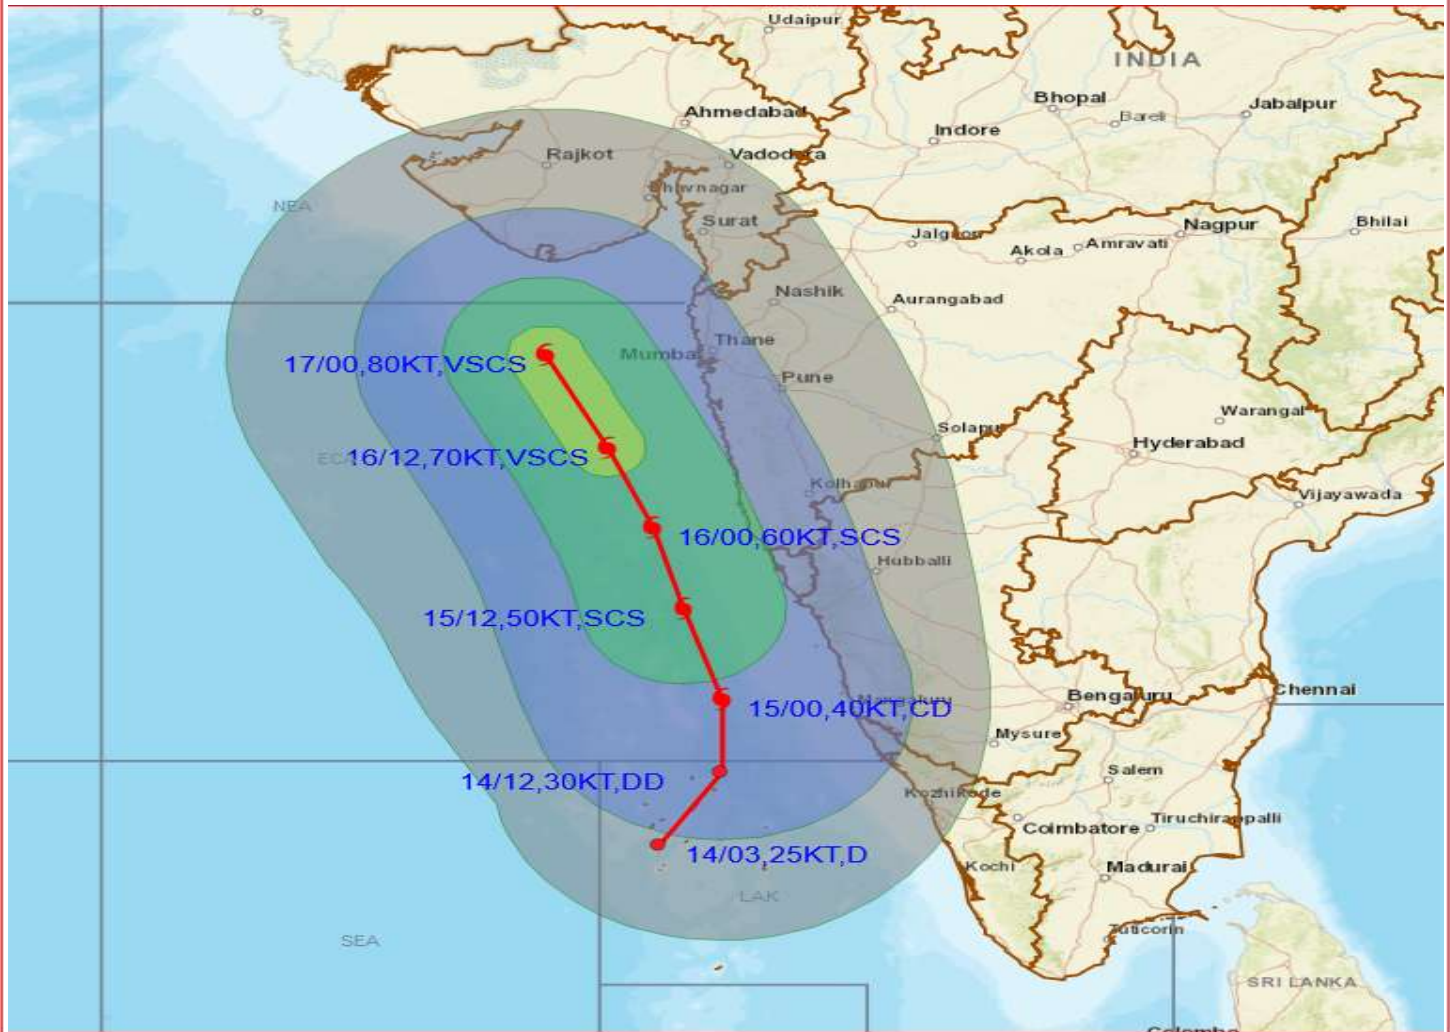 Udaipur
INDIA
Bhopal
Jabalpur
Ahmedabad
Bareli
Indore
Rajkot
Vadodara
Bhavnagar
NEA
Surat
Nagpur
Bhilai
Jalgaon
Akola
Amravati
Nashik
Aurangabad
Thane
Mumbai
17/00,80KT,VSCS
Pune
Warangal
Solapur
Hyderabad
ECA
16/12,70KT,VSCS
Kolhapur
Vijayawada
16/00,60KT,SCS
Hubballi
15/12,50KT,SCS
Mangaluru
Bengaluru
Chennai
15/00,40KT,CD
Mysure
Salem
14/12,30KT,DD
Kozhikode
Coimbatore
Tiruchirappalli
14/03,25KT,D
Kochi
Madurai
LAK
Tuticorin
SEA
SRI LANKA
Colombo